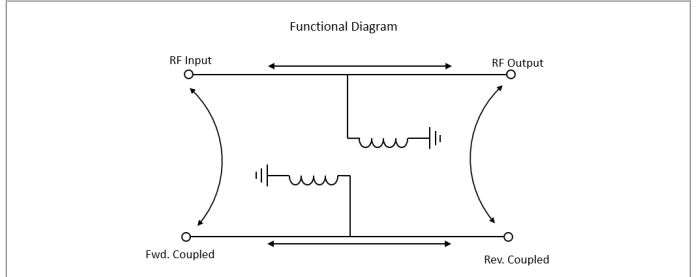 Functional Diagram
RF Input
RF Output
Fwd. Coupled
Rev. Coupled